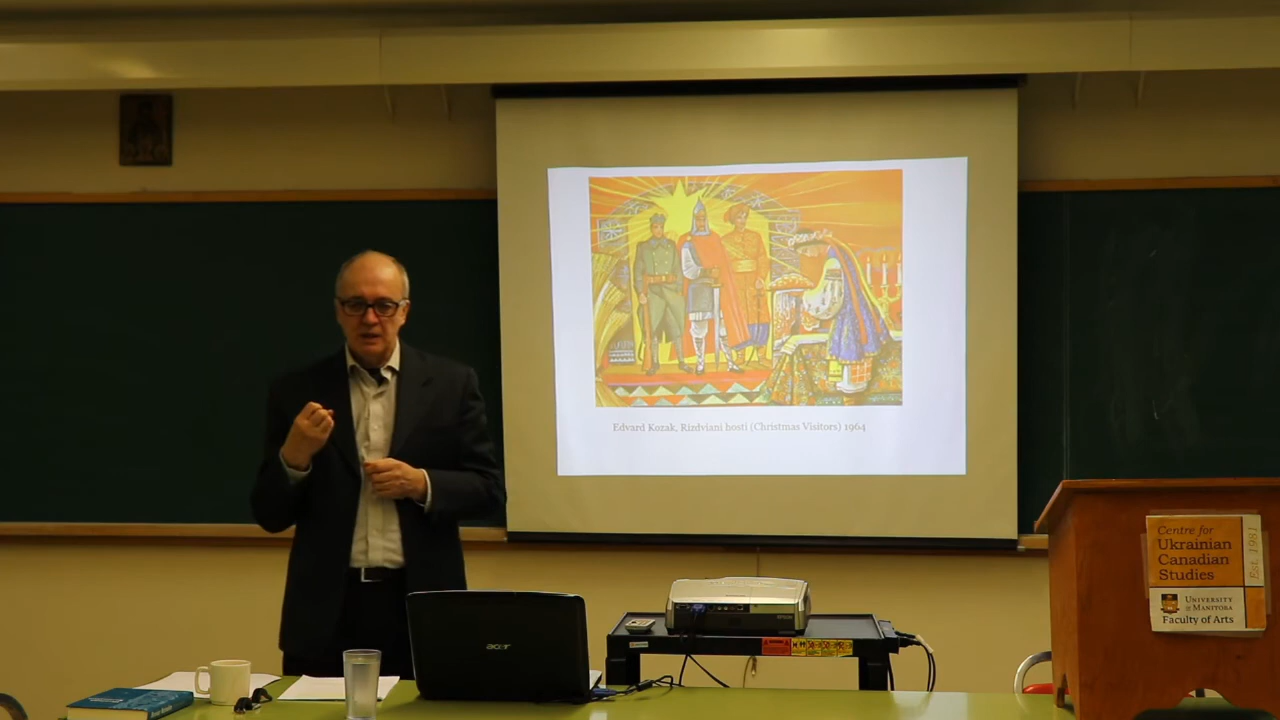 Edvard Kozak, Rizdviani hosti (Christmas Visitors) 1964
Centre for
Ukrainian
Canadian
Studies
Est. 1981
UNIVERSITY
OF MANITOBA
Faculty of Arts
acer
EPSON